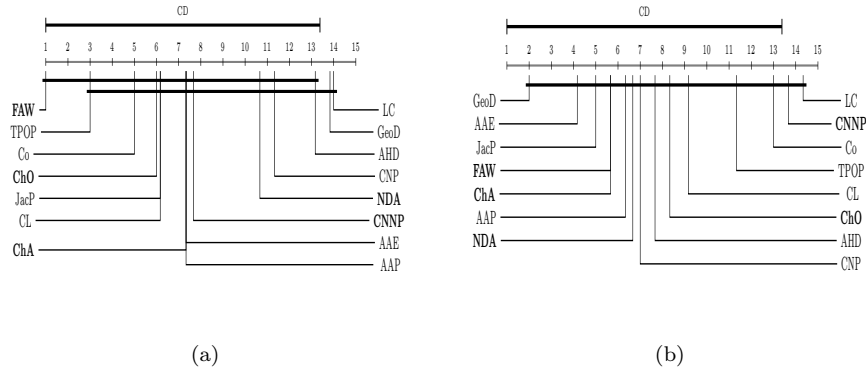 CD
1 2 3 4 5 6 7 8 9 10 11 12 13 14 15
FAW LC
TPOP GeoD
Co AHD
ChO CNP
JacP NDA
CL CNNP
ChA AAE
AAP
(a)
CD
1 2 3 4 5 6 7 8 9 10 11 12 13 14 15
GeoD LC
AAE CNNP
JacP Co
FAW TPOP
ChA CL
AAP ChO
NDA AHD
CNP
(b)